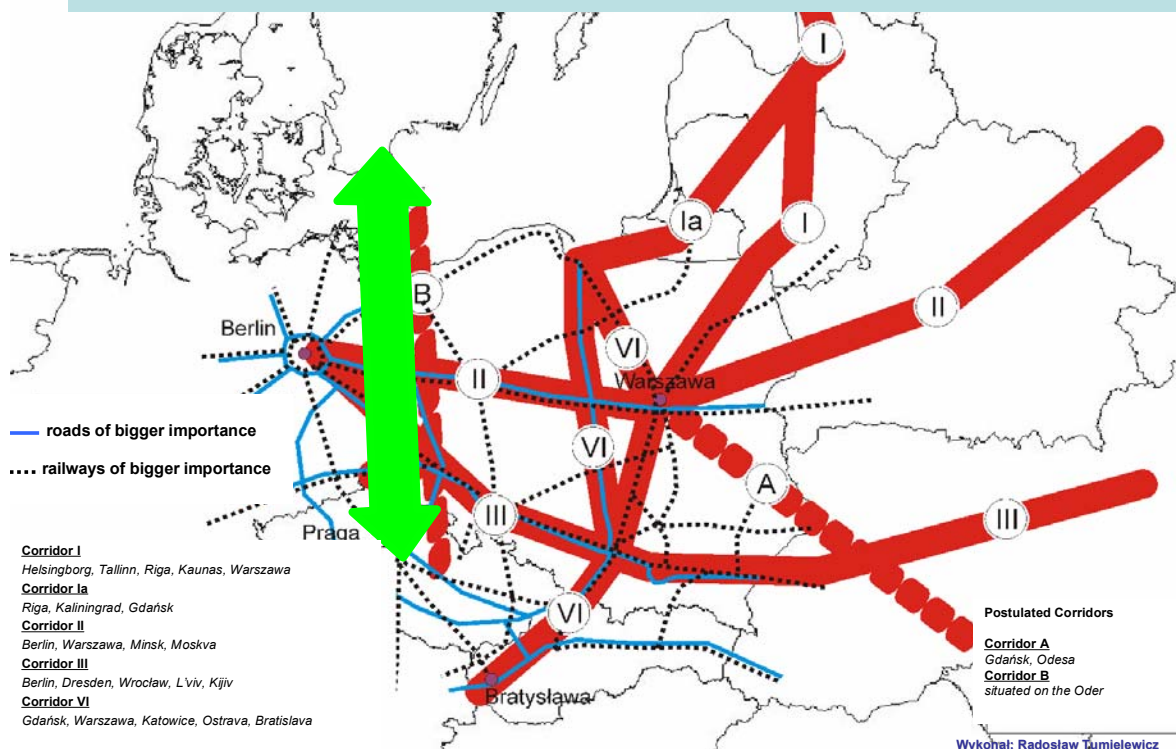 I
Ia
I
B
II
Berlin
VI
II
Warszawa
roads of bigger importance
VI
railways of bigger importance
A
III
III
Praga
Corridor I
Helsingborg, Tallinn, Riga, Kaunas, Warszawa
Corridor Ia
Riga, Kaliningrad, Gdańsk
Corridor II
Berlin, Warszawa, Minsk, Moskva
Corridor III
Berlin, Dresden, Wrocław, L'viv, Kijiv
Corridor VI
Gdańsk, Warszawa, Katowice, Ostrava, Bratislava
VI
Bratysława
Postulated Corridors
Corridor A
Gdańsk, Odesa
Corridor B
situated on the Oder
Wykonał: Radosław Tumielewicz